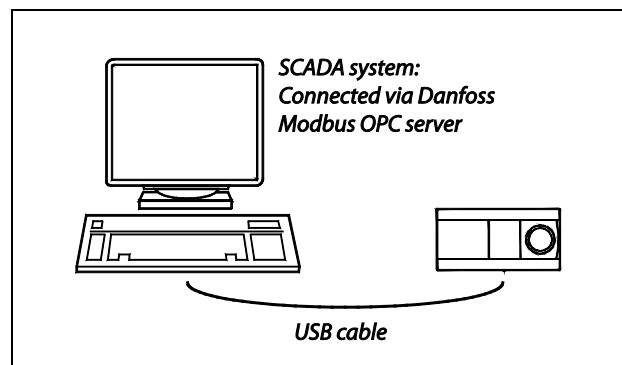 SCADA system:
Connected via Danfoss
Modbus OPC server
USB cable